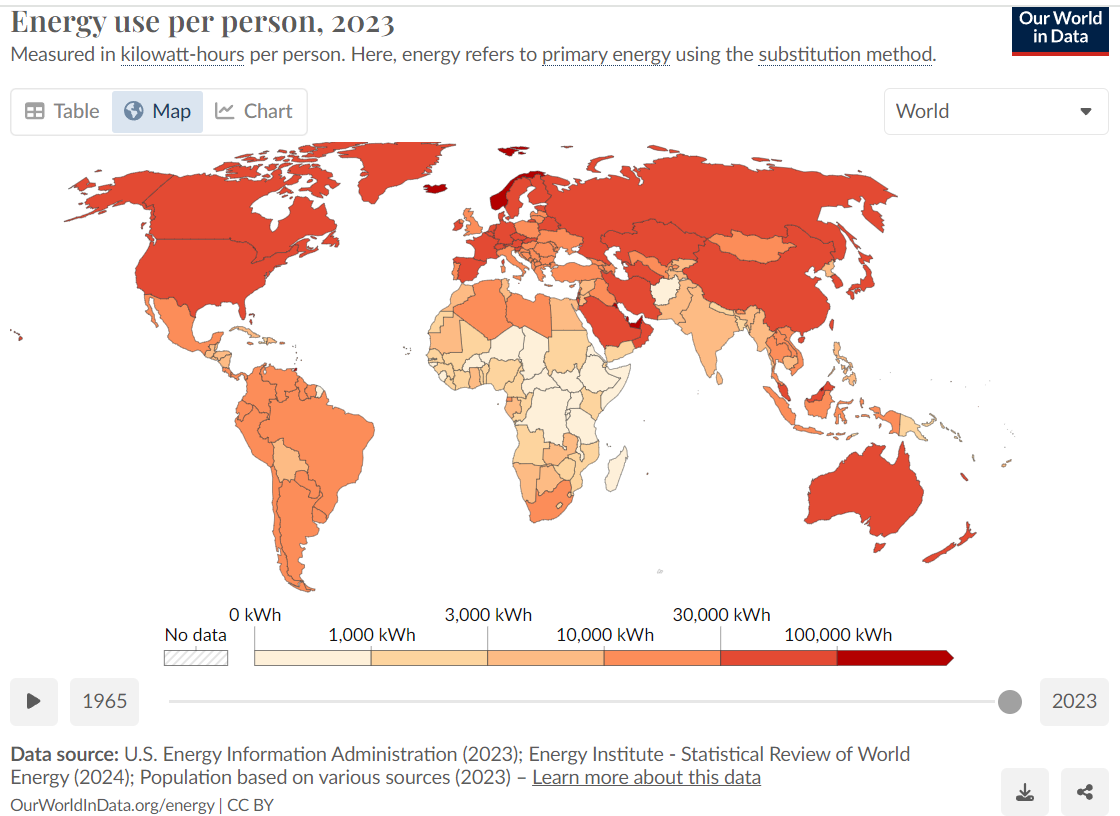 Energy use per person, 2023
Our World
in Data
Measured in kilowatt-hours per person. Here, energy refers to primary energy using the substitution method.
Table
Map
Chart
World
0 kWh
3,000 kWh
30,000 kWh
No data
1,000 kWh
10,000 kWh
100,000 kWh
1965
2023
Data source: U.S. Energy Information Administration (2023); Energy Institute - Statistical Review of World
Energy (2024); Population based on various sources (2023) – Learn more about this data
OurWorldInData.org/energy | CC BY